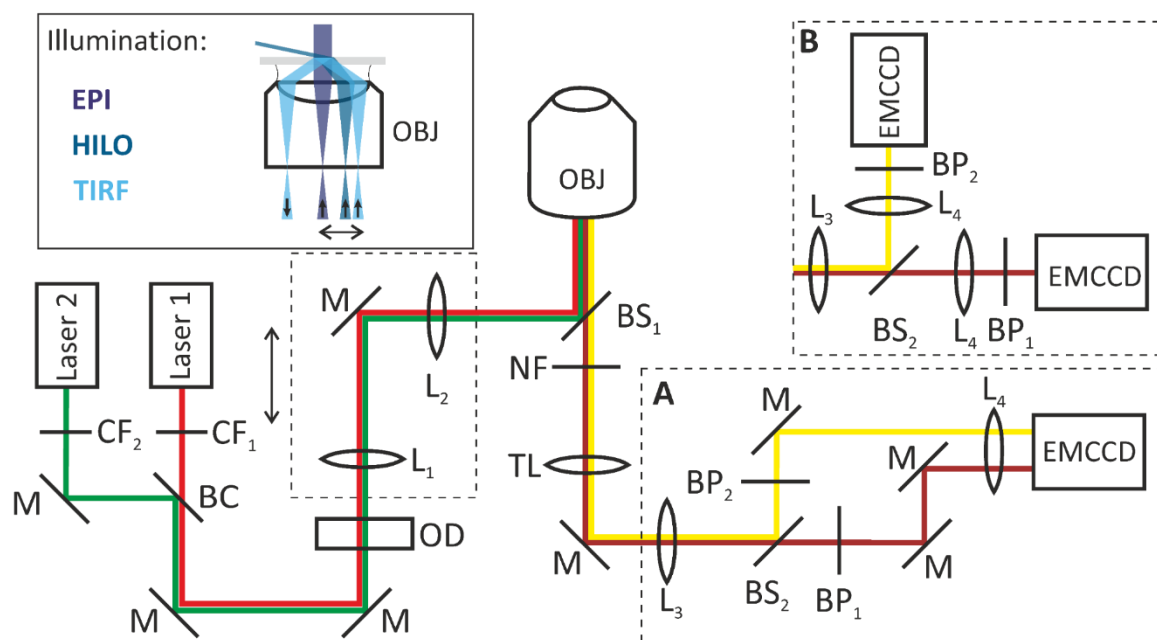 Illumination:
EPI
HILO
TIRF
OBJ
Laser 2
Laser 1
CF₂
CF₁
M
BC
M
M
OD
L₁
L₂
M
OBJ
BS₁
NF
TL
M
A
L₃
BS₂
BP₂
M
BP₁
M
M
L₄
EMCCD
B
EMCCD
BP₂
L₄
L₃
BS₂
L₄
BP₁
EMCCD